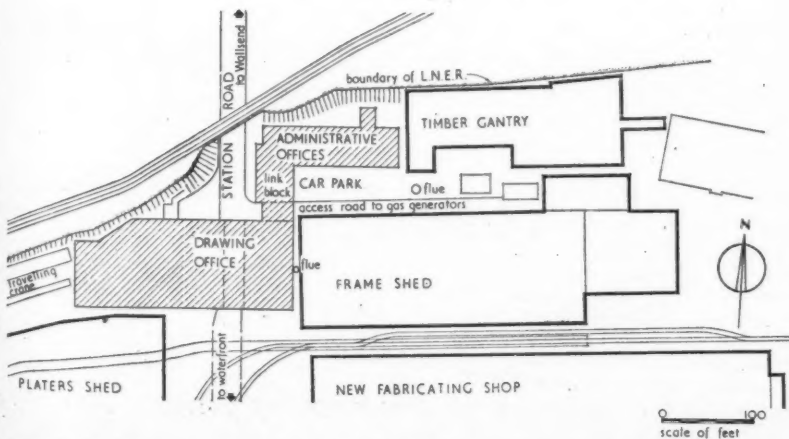 to Wallsend
STATION ROAD
boundary of L.N.E.R.
TIMBER GANTRY
ADMINISTRATIVE
OFFICES
link
block
CAR PARK
flue
access road to gas generators
DRAWING
OFFICE
flue
FRAME SHED
N
travelling
crane
to waterfront
PLATERS SHED
NEW FABRICATING SHOP
0
100
scale of feet